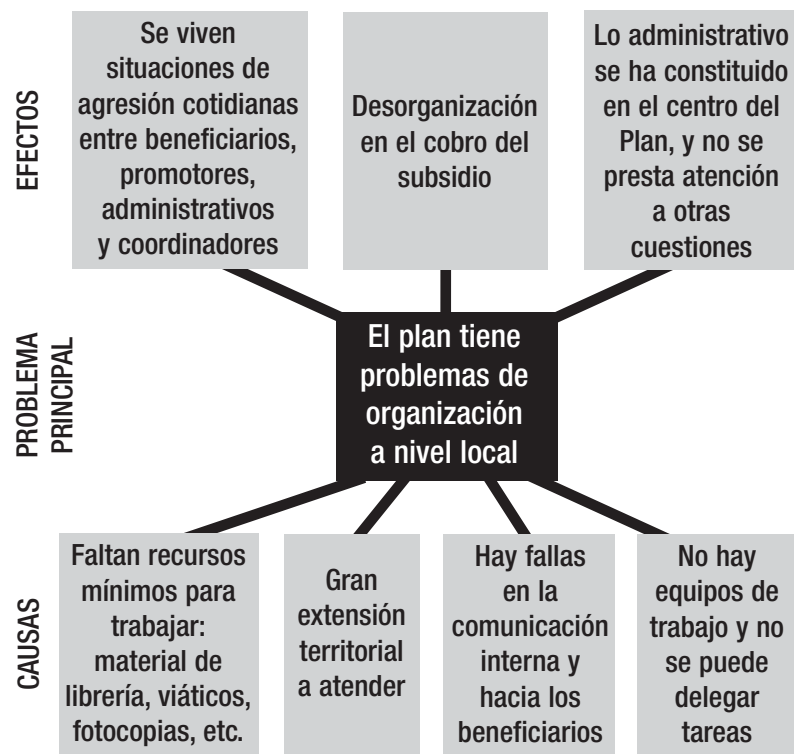 EFECTOS
Se viven
situaciones de
agresión cotidianas
entre beneficiarios,
promotores,
administrativos
y coordinadores
Desorganización
en el cobro del
subsidio
Lo administrativo
se ha constituido
en el centro del
Plan, y no se
presta atención
a otras
cuestiones
PROBLEMA
PRINCIPAL
El plan tiene
problemas de
organización
a nivel local
CAUSAS
Faltan recursos
mínimos para
trabajar:
material de
librería, viáticos,
fotocopias, etc.
Gran
extensión
territorial
a atender
Hay fallas
en la
comunicación
interna y
hacia los
beneficiarios
No hay
equipos de
trabajo y no
se puede
delegar
tareas